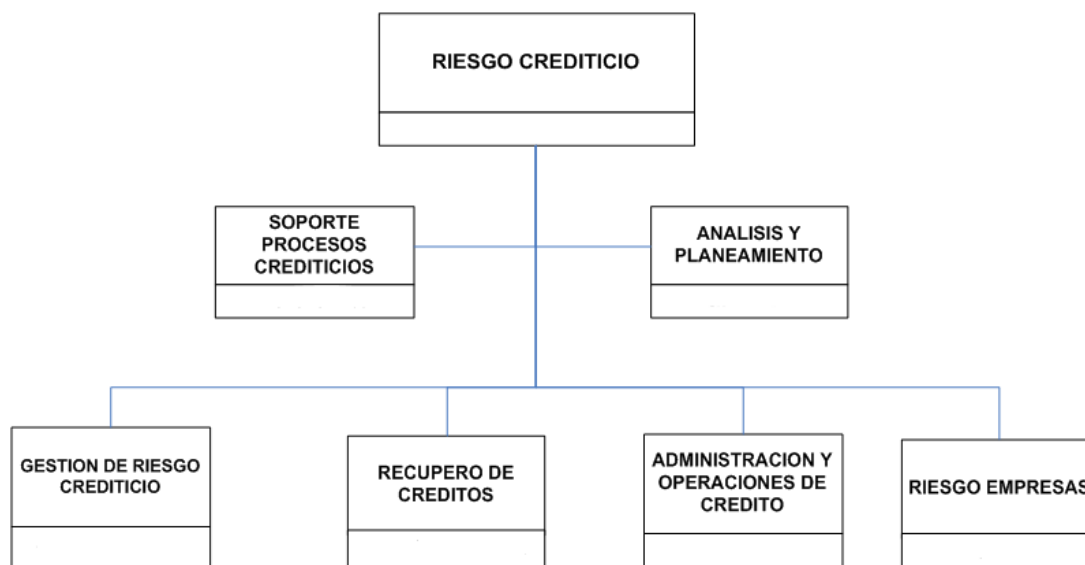 RIESGO CREDITICIO
SOPORTE
PROCESOS
CREDITICIOS
ANALISIS Y
PLANEAMIENTO
GESTION DE RIESGO
CREDITICIO
RECUPERO DE
CREDITOS
ADMINISTRACION Y
OPERACIONES DE
CREDITO
RIESGO EMPRESAS